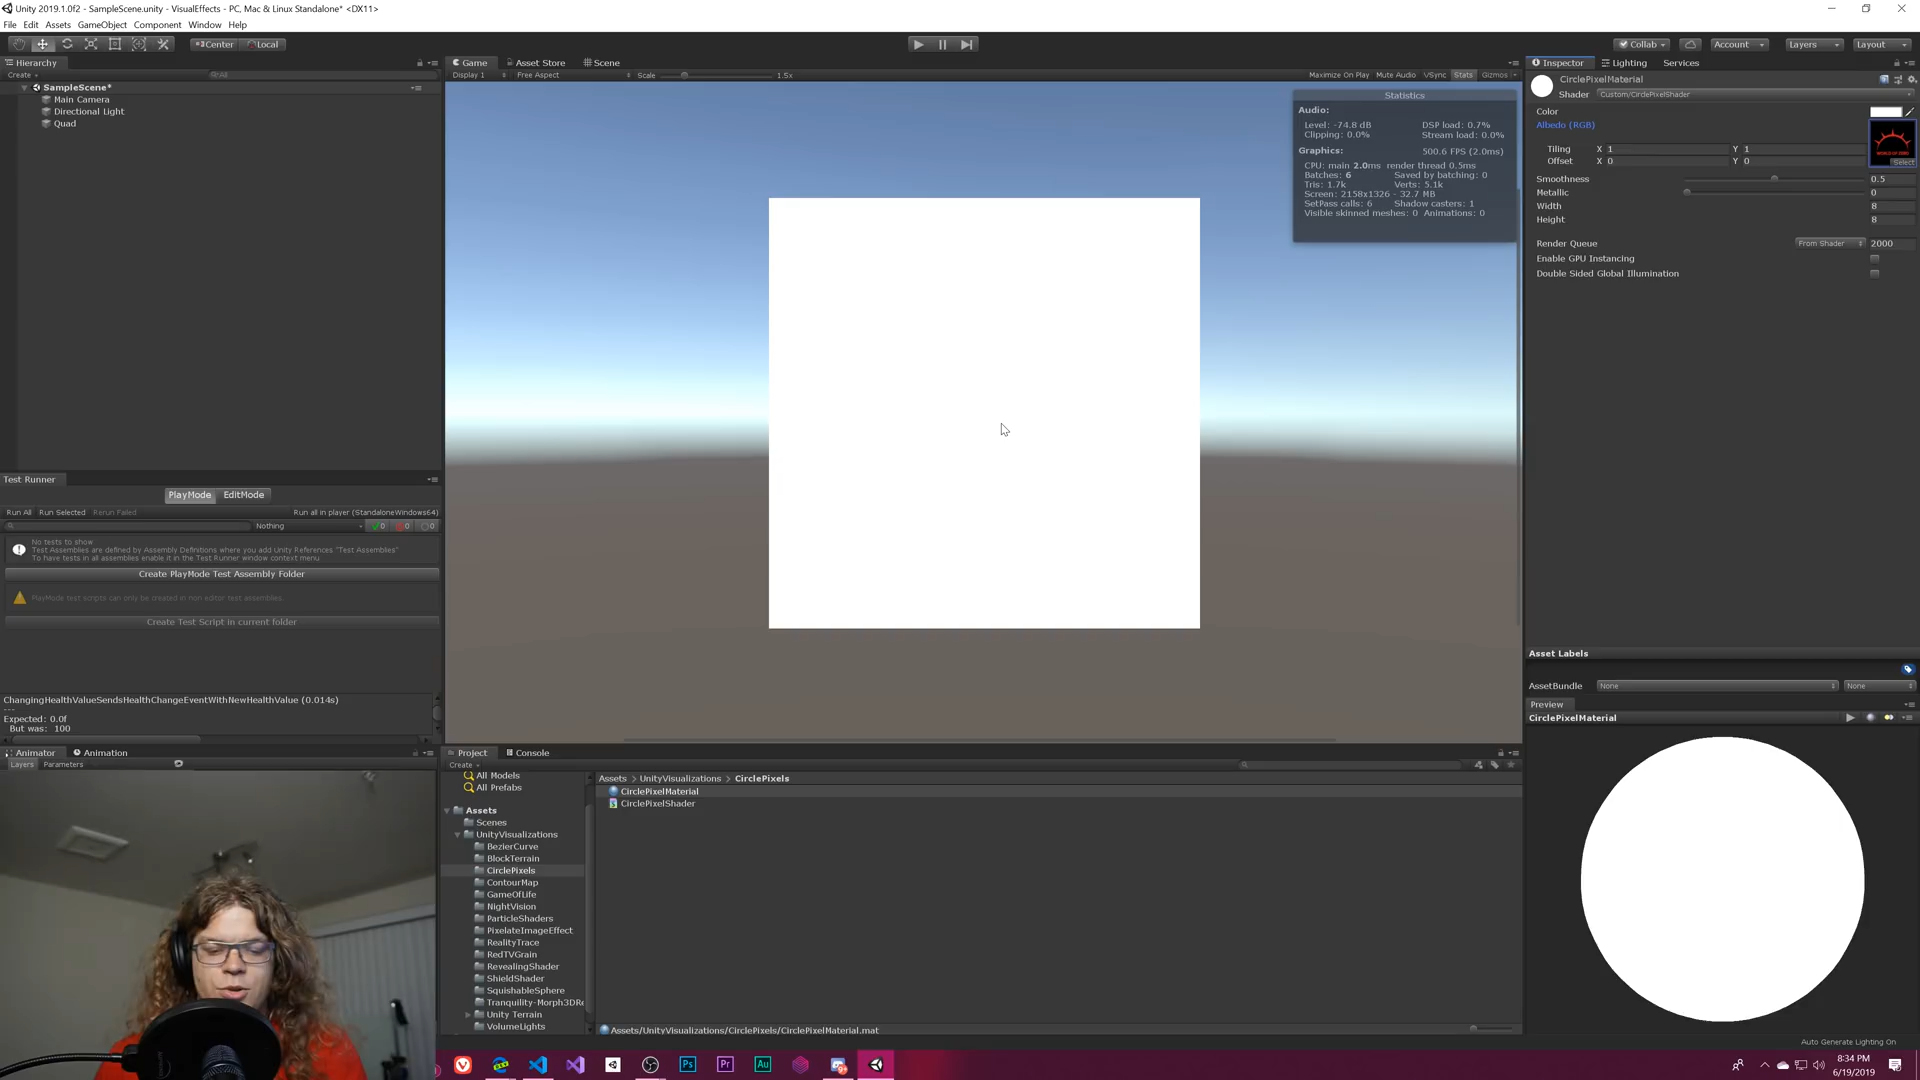 Unity 2019.1.0f2 - SampleScene.unity - VisualEffects - PC, Mac & Linux Standalone* <DX11>
File Edit Assets GameObject Component Window Help
Center Local
Collab Account Layers Layout
Hierarchy
Create All
SampleScene*
Main Camera
Directional Light
Quad
Game Asset Store Scene
Display 1 Free Aspect Scale 1.5x Maximize On Play Mute Audio VSync Stats Gizmos
Statistics
Audio:
Level: -74.8 dB DSP load: 0.7%
Clipping: 0.0% Stream load: 0.0%
Graphics: 500.6 FPS (2.0ms)
CPU: main 2.0ms render thread 0.5ms
Batches: 6 Saved by batching: 0
Tris: 1.7k Verts: 5.1k
Screen: 2158x1326 - 32.7 MB
SetPass calls: 6 Shadow casters: 1
Visible skinned meshes: 0 Animations: 0
Inspector Lighting Services
CirclePixelMaterial
Shader Custom/CirclePixelShader
Color
Albedo (RGB)
Tiling X 1 Y 1
Offset X 0 Y 0
Select
Smoothness 0.5
Metallic 0
Width 8
Height 8
Render Queue From Shader 2000
Enable GPU Instancing
Double Sided Global Illumination
Test Runner
PlayMode EditMode
Run All Run Selected Rerun Failed Run all in player (StandaloneWindows64)
Nothing 0 0 0
No tests to show
Test Assemblies are defined by Assembly Definitions where you add Unity References "Test Assemblies"
To have tests in all assemblies enable it in the Test Runner window context menu
Create PlayMode Test Assembly Folder
PlayMode test scripts can only be created in non editor test assemblies.
Create Test Script in current folder
ChangingHealthValueSendsHealthChangeEventWithNewHealthValue (0.014s)
---
Expected: 0.0f
But was: 100
Animator Animation
Layers Parameters
Project Console
Create
All Models
All Prefabs
Assets
Scenes
UnityVisualizations
BezierCurve
BlockTerrain
CirclePixels
ContourMap
GameOfLife
NightVision
ParticleShaders
PixelateImageEffect
RealityTrace
RedTVGrain
RevealingShader
ShieldShader
SquishableSphere
Tranquility-Morph3DRe
Unity Terrain
VolumeLights
Assets > UnityVisualizations > CirclePixels
CirclePixelMaterial
CirclePixelShader
Assets/UnityVisualizations/CirclePixels/CirclePixelMaterial.mat
Asset Labels
AssetBundle None None
Preview
CirclePixelMaterial
Auto Generate Lighting On
Ps Pr Au
8:34 PM
6/19/2019